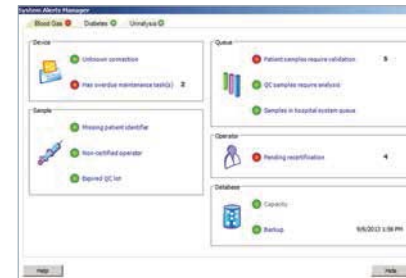 System Alerts Manager
Blood Gas
Diabetes
Urinalysis
Device
Unknown connection
Has overdue maintenance task(s) 2
Sample
Missing patient identifier
Non-certified operator
Expired QC lot
Queue
Patient samples require validation 5
QC samples require analysis
Samples in hospital system queue
Operator
Pending recertification 4
Database
Capacity
Backup 9/6/2013 1:56 PM
Help